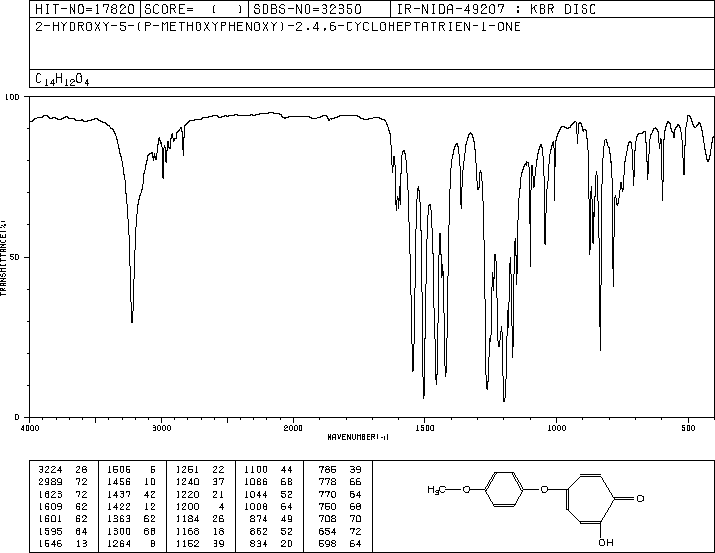 HIT-NO=17820 SCORE= ( ) SDBS-NO=32350 IR-NIDA-49207 : KBR DISC
2-HYDROXY-5-(P-METHOXYPHENOXY)-2,4,6-CYCLOHEPTATRIEN-1-ONE
C14H12O4
100
50
0
TRANSMITTANCE(%)
4000 3000 2000 1500 1000 500
WAVENUMBER(-1)
3224 28 1506 6 1251 22 1100 44 786 39
2989 72 1456 10 1240 37 1086 68 778 66
1623 72 1437 42 1220 21 1044 52 770 64
1609 62 1422 12 1200 4 1008 64 750 68
1601 62 1363 62 1184 26 874 49 708 70
1595 64 1300 68 1168 18 862 52 654 72
1546 13 1264 8 1152 39 834 20 598 64
H3C O O O OH